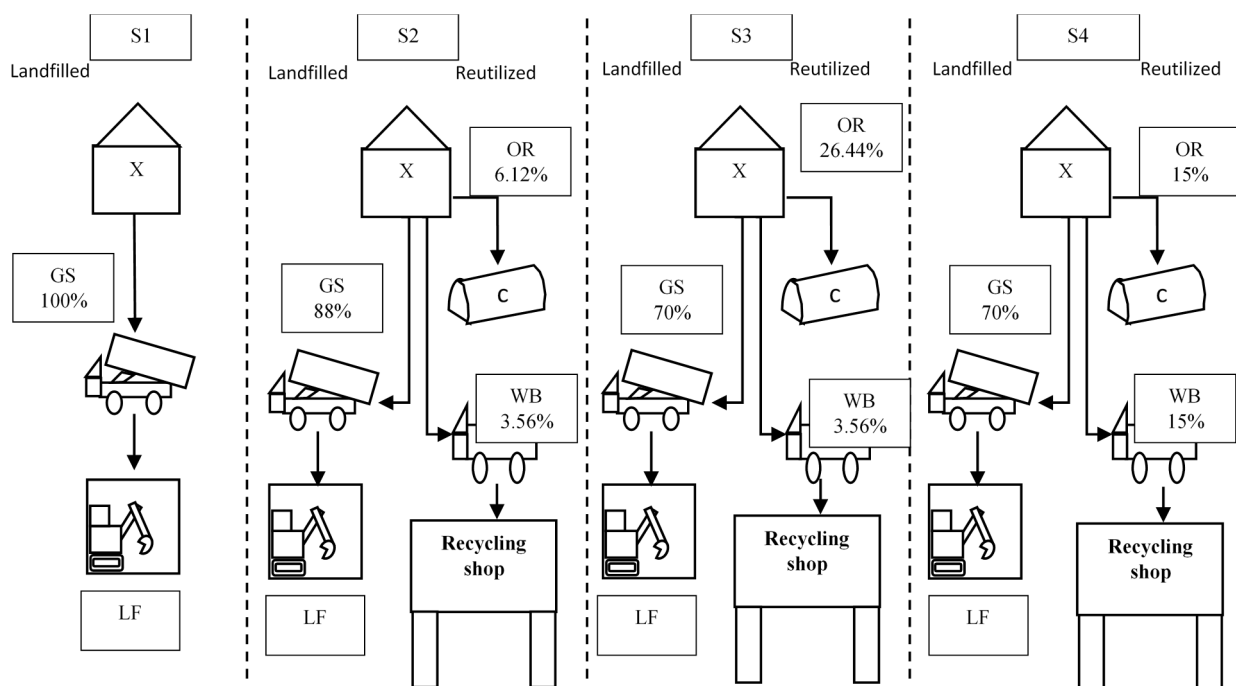 S1
Landfilled
X
GS
100%
LF
S2
Landfilled
Reutilized
X
OR
6.12%
C
GS
88%
WB
3.56%
Recycling
shop
LF
S3
Landfilled
Reutilized
X
OR
26.44%
C
GS
70%
WB
3.56%
Recycling
shop
LF
S4
Landfilled
Reutilized
X
OR
15%
C
GS
70%
WB
15%
Recycling
shop
LF